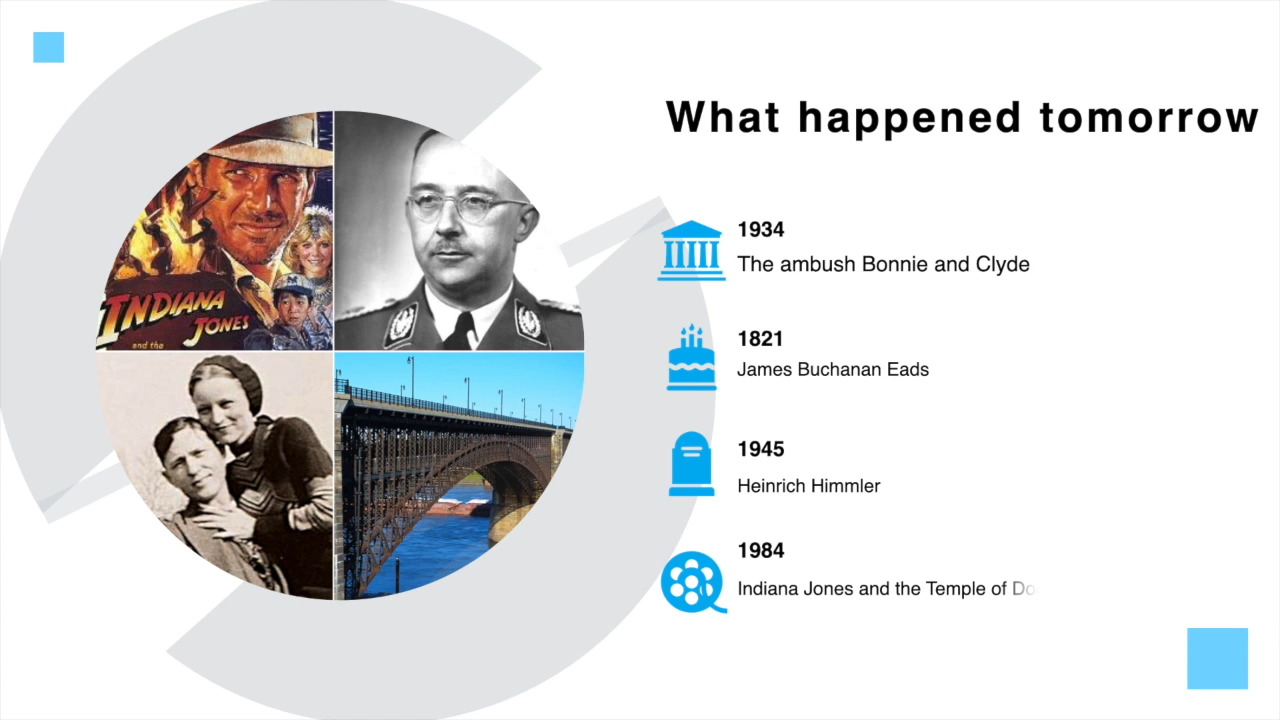 What happened tomorrow
1934
The ambush Bonnie and Clyde
1821
James Buchanan Eads
1945
Heinrich Himmler
1984
Indiana Jones and the Temple of Do
INDIANA
JONES
and the